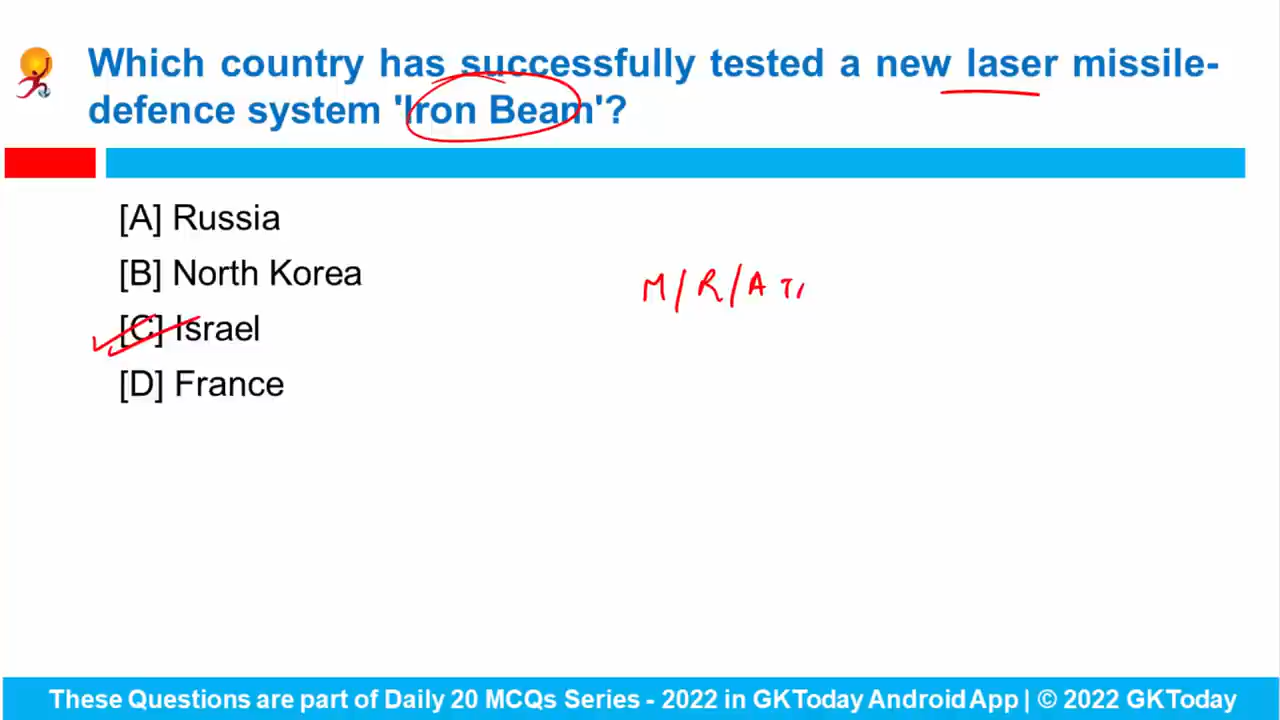 Which country has successfully tested a new laser missile-
defence system 'Iron Beam'?
[A] Russia
[B] North Korea
M/R/A
[C] Israel
[D] France
These Questions are part of Daily 20 MCQs Series - 2022 in GKToday Android App | © 2022 GKToday